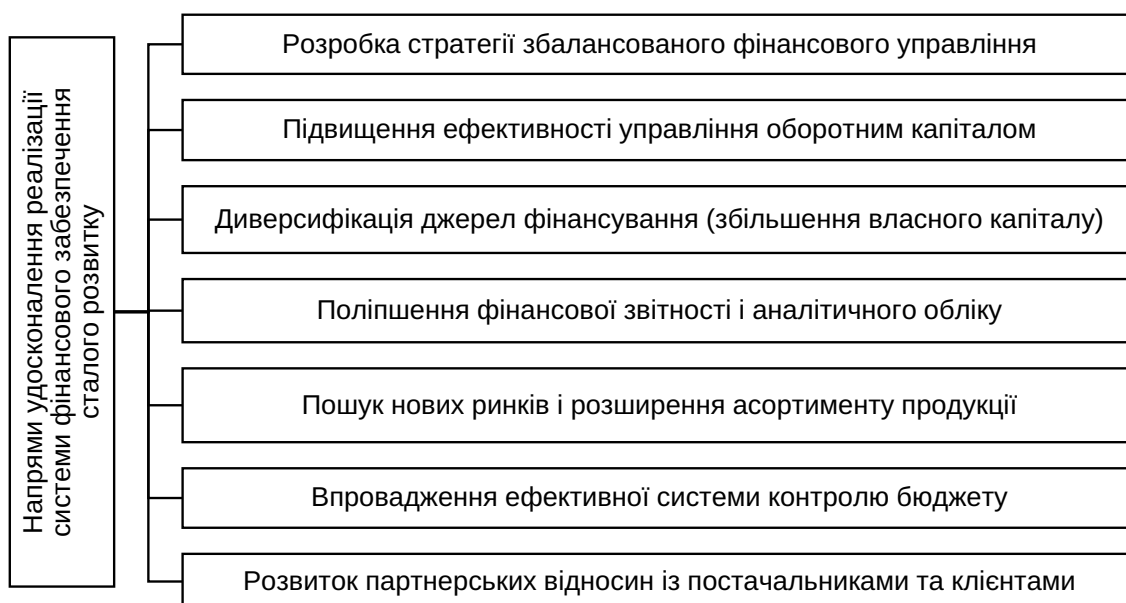 Напрями удосконалення реалізації
системи фінансового забезпечення
сталого розвитку
Розробка стратегії збалансованого фінансового управління
Підвищення ефективності управління оборотним капіталом
Диверсифікація джерел фінансування (збільшення власного капіталу)
Поліпшення фінансової звітності і аналітичного обліку
Пошук нових ринків і розширення асортименту продукції
Впровадження ефективної системи контролю бюджету
Розвиток партнерських відносин із постачальниками та клієнтами